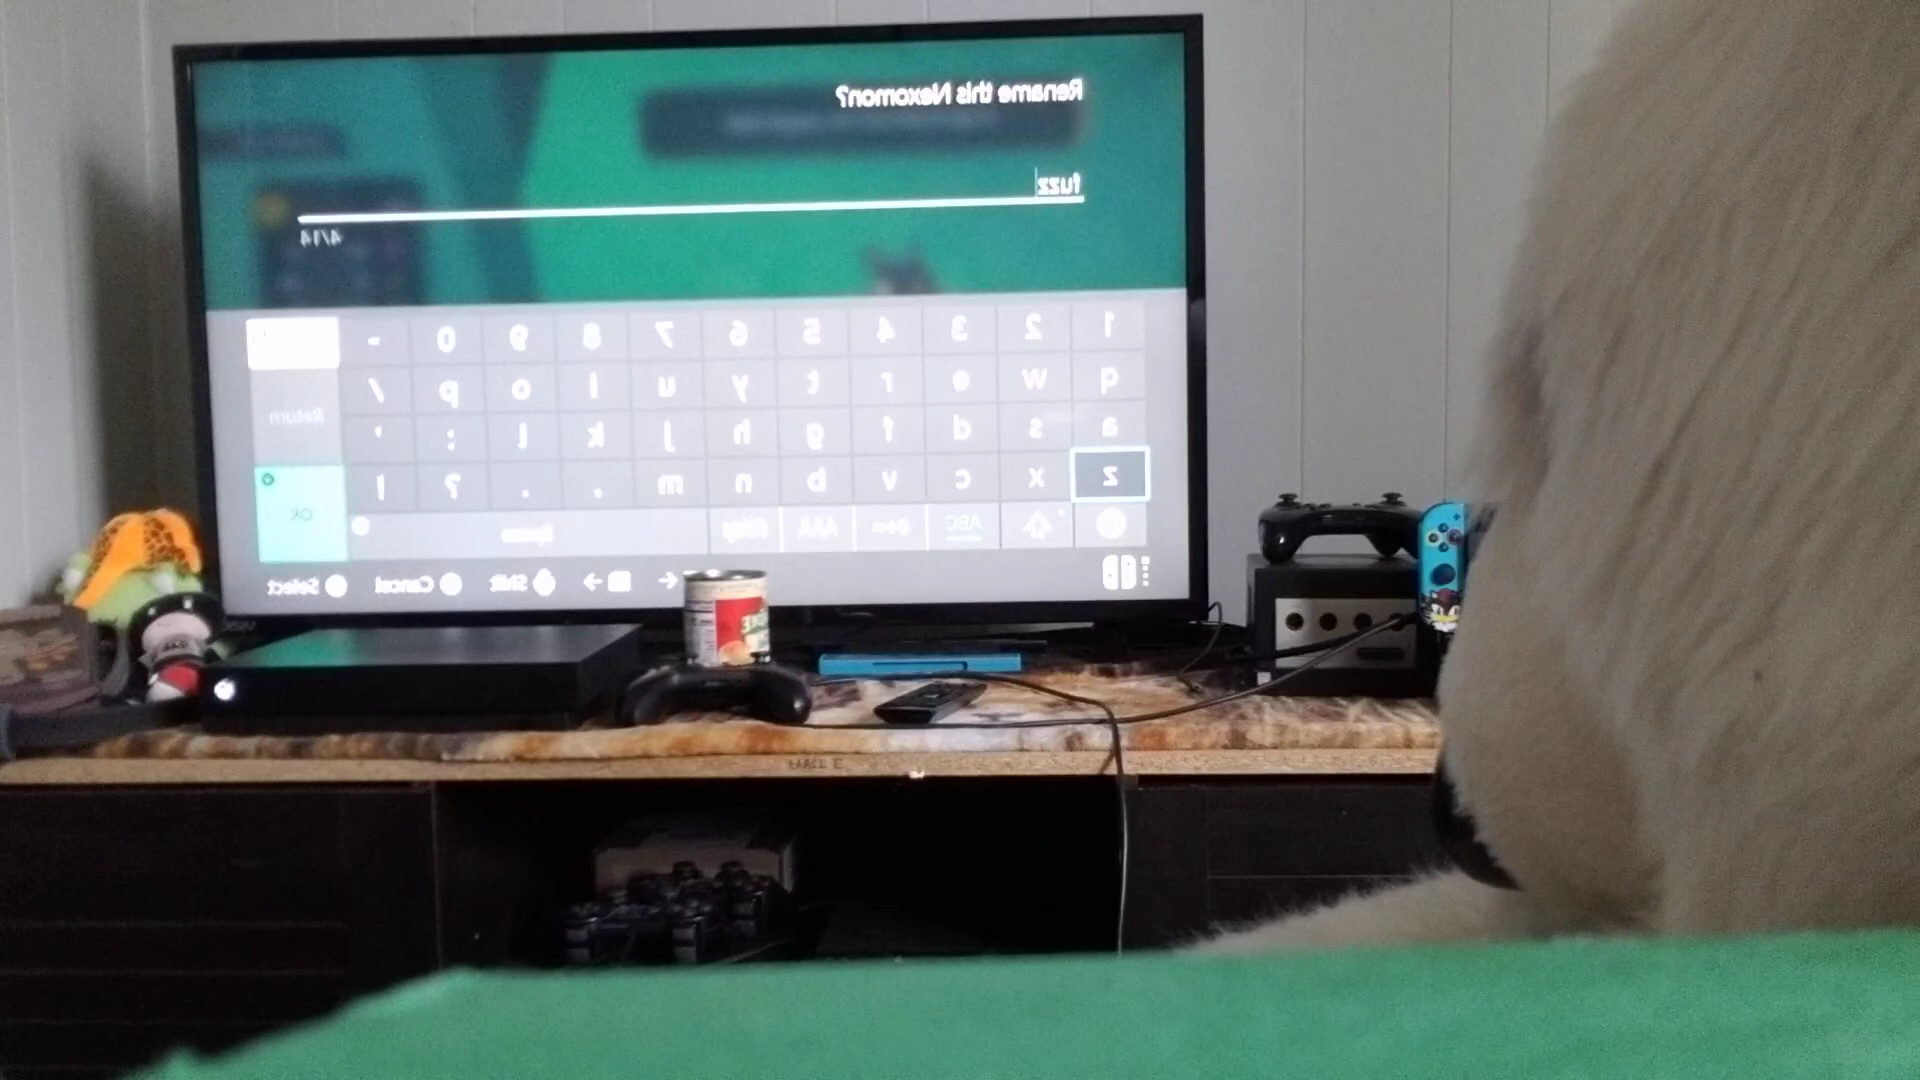 Rename this Nexomon?
fuzz
4/14
1 2 3 4 5 6 7 8 9 0 -
q w e r t y u i o p /
Return
a s d f g h j k l : '
z x c v b n m , . ? !
OK
ABC #+= ÀÁÂ Space
Shift Cancel Select